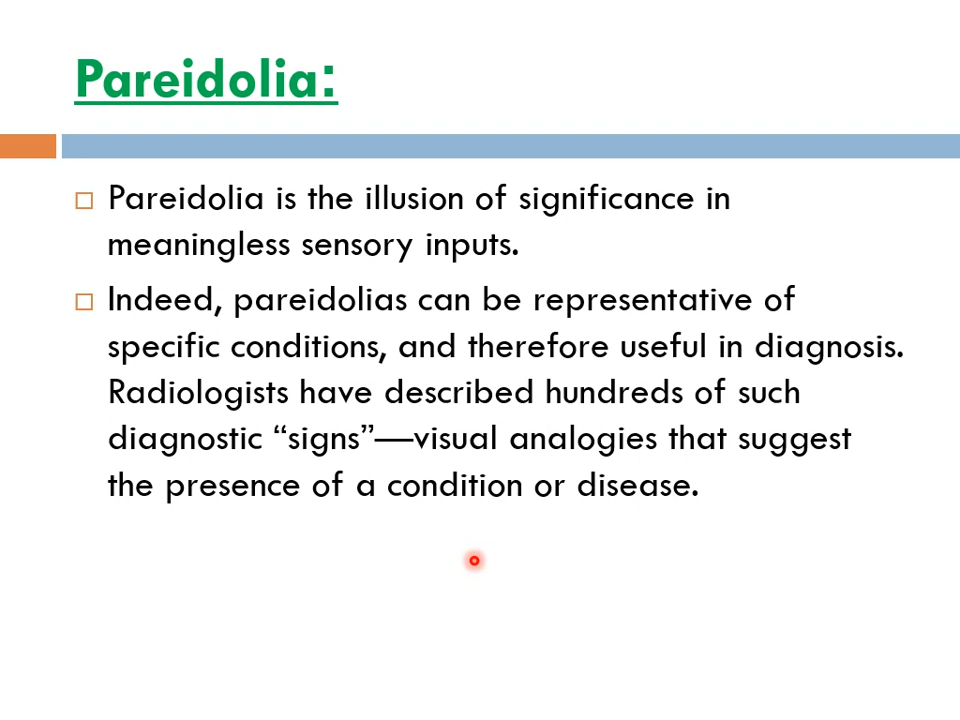 Pareidolia:
Pareidolia is the illusion of significance in
meaningless sensory inputs.
Indeed, pareidolias can be representative of
specific conditions, and therefore useful in diagnosis.
Radiologists have described hundreds of such
diagnostic “signs”—visual analogies that suggest
the presence of a condition or disease.